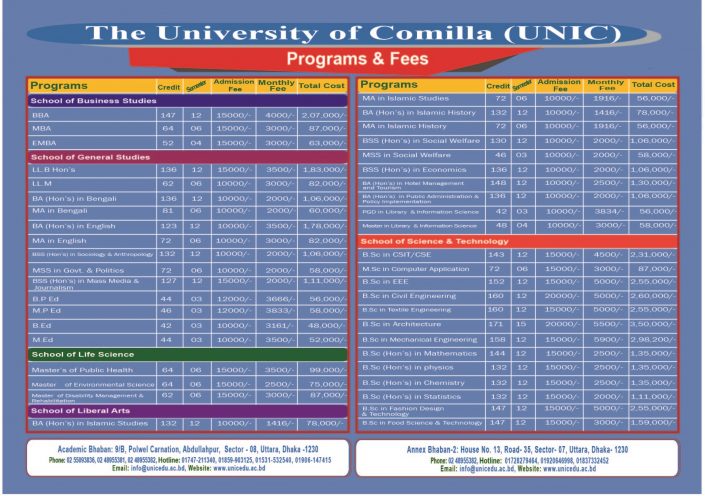 The University of Comilla (UNIC)
Programs & Fees
Programs Credit Semester Admission Fee Monthly Fee Total Cost
School of Business Studies
BBA 147 12 15000/- 4000/- 2,07,000/-
MBA 64 06 15000/- 3000/- 87,000/-
EMBA 52 04 15000/- 3000/- 63,000/-
School of General Studies
LL.B Hon's 136 12 15000/- 3500/- 1,83,000/-
LL.M 62 06 10000/- 3000/- 82,000/-
BA (Hon's) in Bengali 136 12 10000/- 2000/- 1,06,000/-
MA in Bengali 81 06 10000/- 2000/- 60,000/-
BA (Hon's) in English 123 12 10000/- 3500/- 1,78,000/-
MA in English 72 06 10000/- 3000/- 82,000/-
BSS (Hon's) in Sociology & Anthropology 132 12 10000/- 2000/- 1,06,000/-
MSS in Govt. & Politics 72 06 10000/- 2000/- 58,000/-
BSS (Hon's) in Mass Media & Journalism 127 12 15000/- 2000/- 1,11,000/-
B.P Ed 44 03 12000/- 3666/- 56,000/-
M.P Ed 46 03 12000/- 3833/- 58,000/-
B.Ed 42 03 10000/- 3161/- 48,000/-
M.Ed 44 03 10000/- 3500/- 52,000/-
School of Life Science
Master's of Public Health 64 06 15000/- 3500/- 99,000/-
Master of Environmental Science 64 06 15000/- 2500/- 75,000/-
Master of Disability Management & Rehabilitation 62 06 15000/- 3000/- 87,000/-
School of Liberal Arts
BA (Hon's) in Islamic Studies 132 12 10000/- 1416/- 78,000/-
Programs Credit Semester Admission Fee Monthly Fee Total Cost
MA in Islamic Studies 72 06 10000/- 1916/- 56,000/-
BA (Hon's) in Islamic History 132 12 10000/- 1416/- 78,000/-
MA in Islamic History 72 06 10000/- 1916/- 56,000/-
BSS (Hon's) in Social Welfare 130 12 10000/- 2000/- 1,06,000/-
MSS in Social Welfare 46 03 10000/- 2000/- 58,000/-
BSS (Hon's) in Economics 136 12 10000/- 2000/- 1,06,000/-
BA (Hon's) in Hotel Management and Tourism 148 12 10000/- 2500/- 1,30,000/-
BA (Hon's) in Public Administration & Policy Implementation 136 12 10000/- 2000/- 1,06,000/-
PGD in Library & Information Science 42 03 10000/- 3834/- 56,000/-
Master in Library & Information Science 48 04 10000/- 3000/- 58,000/-
School of Science & Technology
B.Sc in CSIT/CSE 143 12 15000/- 4500/- 2,31,000/-
M.Sc in Computer Application 72 06 15000/- 3000/- 87,000/-
B.Sc in EEE 152 12 15000/- 5000/- 2,55,000/-
B.Sc in Civil Engineering 160 12 20000/- 5000/- 2,60,000/-
B.Sc in Textile Engineering 160 12 15000/- 5000/- 2,55,000/-
B.Sc in Architecture 171 15 20000/- 5500/- 3,50,000/-
B.Sc in Mechanical Engineering 158 12 15000/- 5900/- 2,98,200/-
B.Sc (Hon's) in Mathematics 144 12 15000/- 2500/- 1,35,000/-
B.Sc (Hon's) in physics 132 12 15000/- 2500/- 1,35,000/-
B.Sc (Hon's) in Chemistry 132 12 15000/- 2500/- 1,35,000/-
B.Sc (Hon's) in Statistics 132 12 15000/- 2000/- 1,11,000/-
B.Sc in Fashion Design & Technology 147 12 15000/- 5000/- 2,55,000/-
B.Sc in Food Science & Technology 147 12 15000/- 3000/- 1,59,000/-
Academic Bhaban: 9/B, Polwel Carnation, Abdullahpur, Sector - 08, Uttara, Dhaka -1230
Phone: 02 55093836, 02 48955381, 02 48955382, Hotline: 01747-211340, 01859-903125, 01531-532540, 01906-147415
Email: info@unicedu.ac.bd, Website: www.unicedu.ac.bd
Annex Bhaban-2: House No. 13, Road- 35, Sector- 07, Uttara, Dhaka- 1230
Phone: 02 48955382, Hotline: 01728279464, 01920646998, 01837332452
Email: info@unicedu.ac.bd, Website: www.unicedu.ac.bd